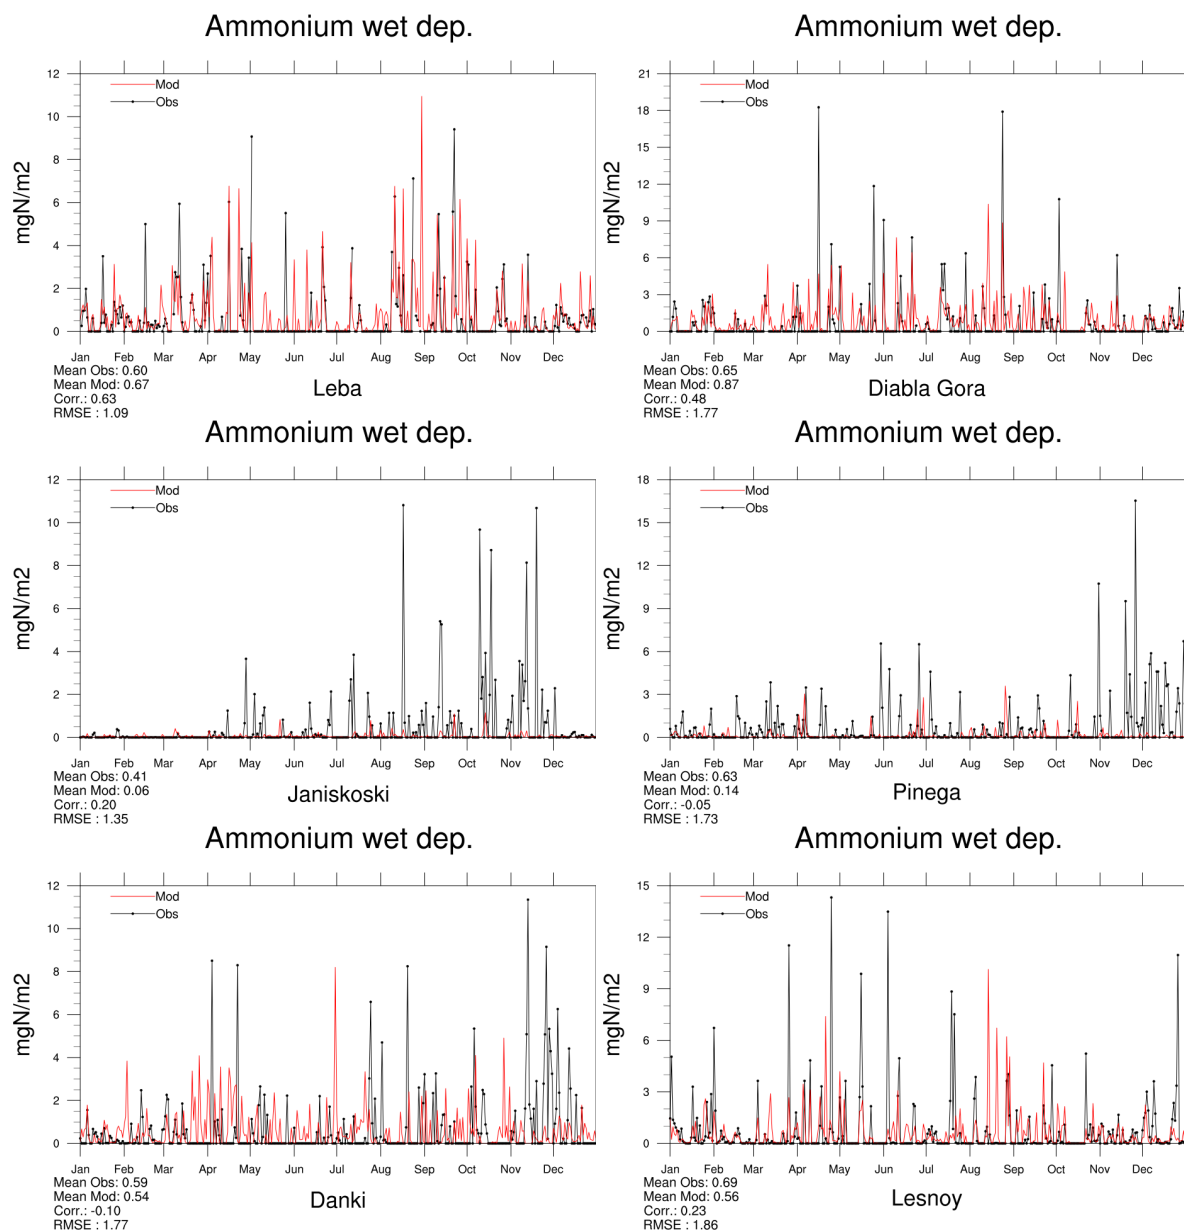 Ammonium wet dep.
12
10
8
6
4
2
0
mgN/m2
Mod
Obs
Jan Feb Mar Apr May Jun Jul Aug Sep Oct Nov Dec
Mean Obs: 0.60
Mean Mod: 0.67
Corr.: 0.63
RMSE : 1.09
Leba
Ammonium wet dep.
21
18
15
12
9
6
3
0
mgN/m2
Mod
Obs
Jan Feb Mar Apr May Jun Jul Aug Sep Oct Nov Dec
Mean Obs: 0.65
Mean Mod: 0.87
Corr.: 0.48
RMSE : 1.77
Diabla Gora
Ammonium wet dep.
12
10
8
6
4
2
0
mgN/m2
Mod
Obs
Jan Feb Mar Apr May Jun Jul Aug Sep Oct Nov Dec
Mean Obs: 0.41
Mean Mod: 0.06
Corr.: 0.20
RMSE : 1.35
Janiskoski
Ammonium wet dep.
18
15
12
9
6
3
0
mgN/m2
Mod
Obs
Jan Feb Mar Apr May Jun Jul Aug Sep Oct Nov Dec
Mean Obs: 0.63
Mean Mod: 0.14
Corr.: -0.05
RMSE : 1.73
Pinega
Ammonium wet dep.
12
10
8
6
4
2
0
mgN/m2
Mod
Obs
Jan Feb Mar Apr May Jun Jul Aug Sep Oct Nov Dec
Mean Obs: 0.59
Mean Mod: 0.54
Corr.: -0.10
RMSE : 1.77
Danki
Ammonium wet dep.
15
12
9
6
3
0
mgN/m2
Mod
Obs
Jan Feb Mar Apr May Jun Jul Aug Sep Oct Nov Dec
Mean Obs: 0.69
Mean Mod: 0.56
Corr.: 0.23
RMSE : 1.86
Lesnoy